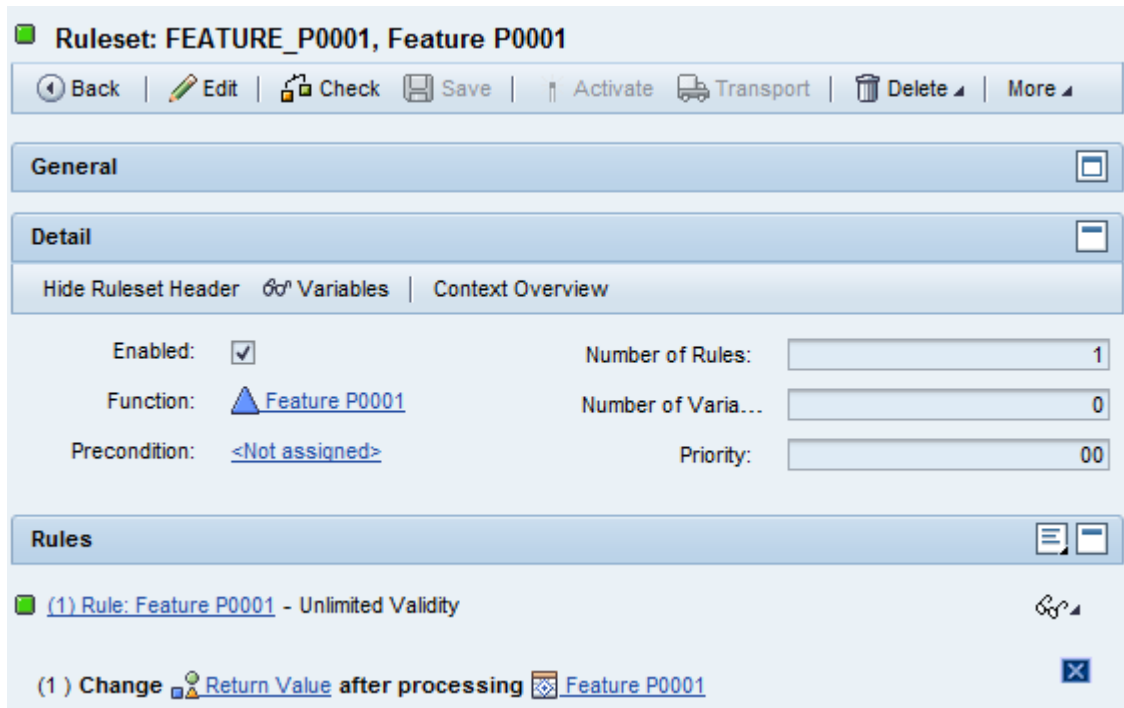 Ruleset: FEATURE_P0001, Feature P0001
Back Edit Check Save Activate Transport Delete More
General
Detail
Hide Ruleset Header Variables Context Overview
Enabled: Number of Rules: 1
Function: Feature P0001 Number of Varia... 0
Precondition: <Not assigned> Priority: 00
Rules
(1) Rule: Feature P0001 - Unlimited Validity
(1 ) Change Return Value after processing Feature P0001